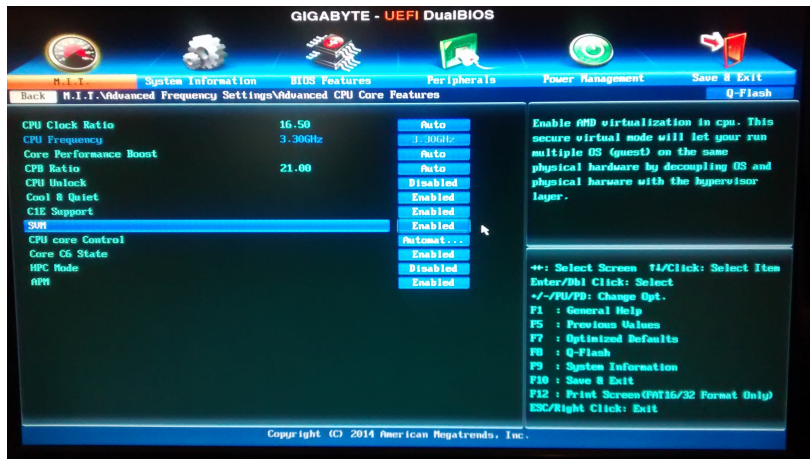 GIGABYTE - UEFI DualBIOS
M.I.T. System Information BIOS Features Peripherals Power Management Save & Exit
Back M.I.T.\Advanced Frequency Settings\Advanced CPU Core Features Q-Flash
CPU Clock Ratio 16.50 Auto
CPU Frequency 3.30GHz 3.30GHz
Core Performance Boost Auto
CPB Ratio 21.00 Auto
CPU Unlock Disabled
Cool & Quiet Enabled
C1E Support Enabled
SVM Enabled
CPU core Control Automat...
Core C6 State Enabled
HPC Mode Disabled
APM Enabled
Enable AMD virtualization in cpu. This
secure virtual mode will let your run
multiple OS (guest) on the same
physical hardware by decoupling OS and
physical harware with the hypervisor
layer.
→←: Select Screen ↑↓/Click: Select Item
Enter/Dbl Click: Select
+/-/PU/PD: Change Opt.
F1 : General Help
F5 : Previous Values
F7 : Optimized Defaults
F8 : Q-Flash
F9 : System Information
F10 : Save & Exit
F12 : Print Screen(FAT16/32 Format Only)
ESC/Right Click: Exit
Copyright (C) 2014 American Megatrends, Inc.